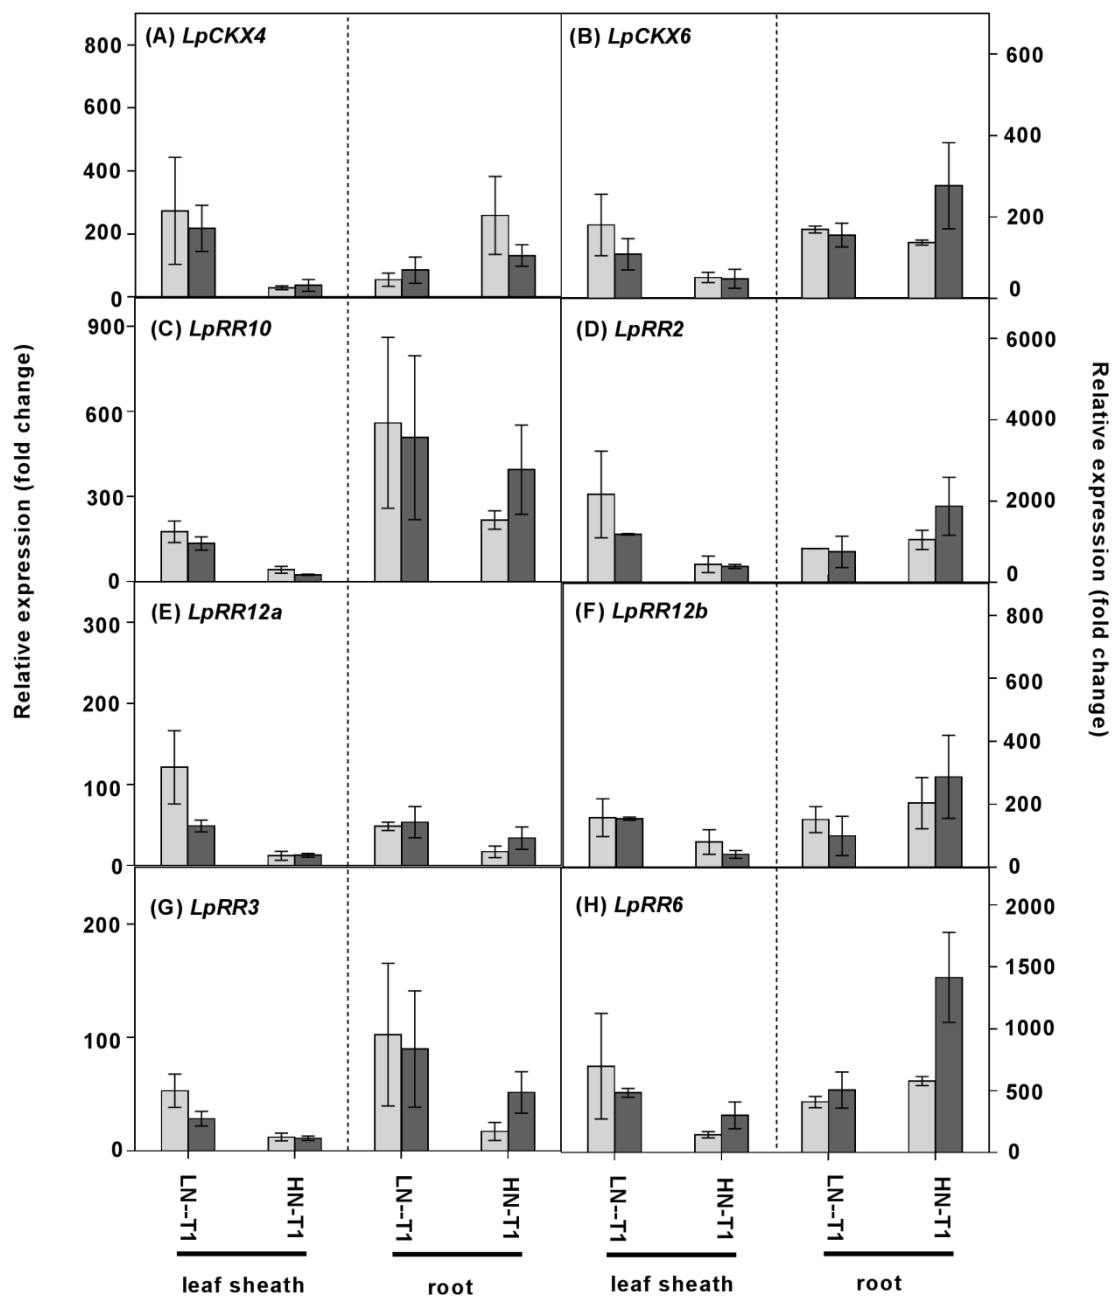 (A) LpCKX4
(B) LpCKX6
800
600
400
200
0
600
400
200
0
(C) LpRR10
(D) LpRR2
900
600
300
0
6000
4000
2000
0
(E) LpRR12a
(F) LpRR12b
300
200
100
0
800
600
400
200
0
(G) LpRR3
(H) LpRR6
200
100
0
2000
1500
1000
500
0
Relative expression (fold change)
Relative expression (fold change)
LN--T1
HN-T1
LN--T1
HN-T1
LN--T1
HN-T1
LN--T1
HN-T1
leaf sheath
root
leaf sheath
root